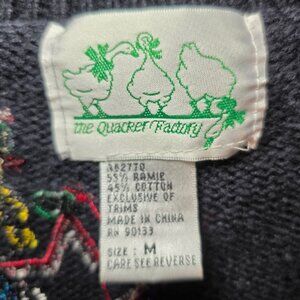 the Quacker Factory
A62770
55% RAMIE
45% COTTON
EXCLUSIVE OF
TRIMS
MADE IN CHINA
RN 90133
SIZE : M
CARE SEE REVERSE